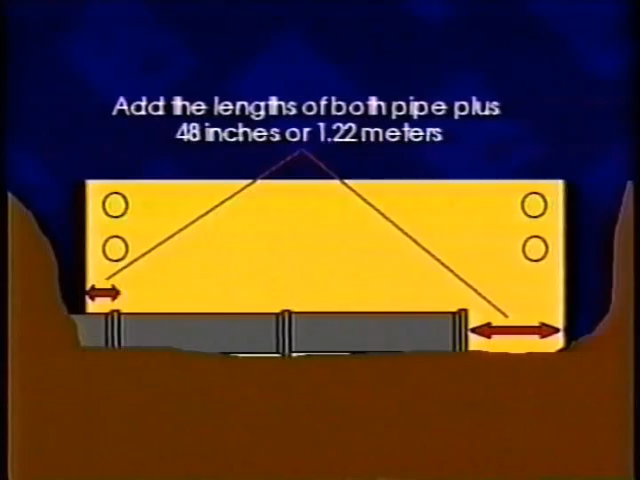 Add the lengths of both pipe plus
48 inches or 1.22 meters